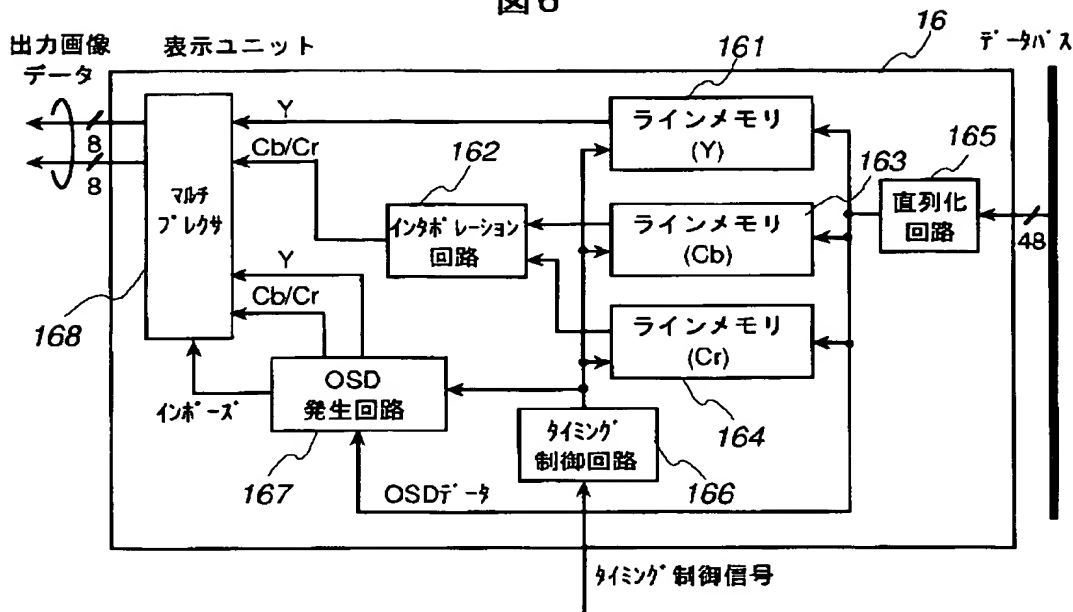 図6
出力画像
データ
表示ユニット
16
データバス
161
ラインメモリ
(Y)
Y
8
8
Cb/Cr
162
163
165
マルチ
プレクサ
インタポレーション
回路
ラインメモリ
(Cb)
直列化
回路
48
Y
Cb/Cr
168
ラインメモリ
(Cr)
OSD
発生回路
インポーズ
164
タイミング
制御回路
167
OSDデータ
166
タイミング制御信号